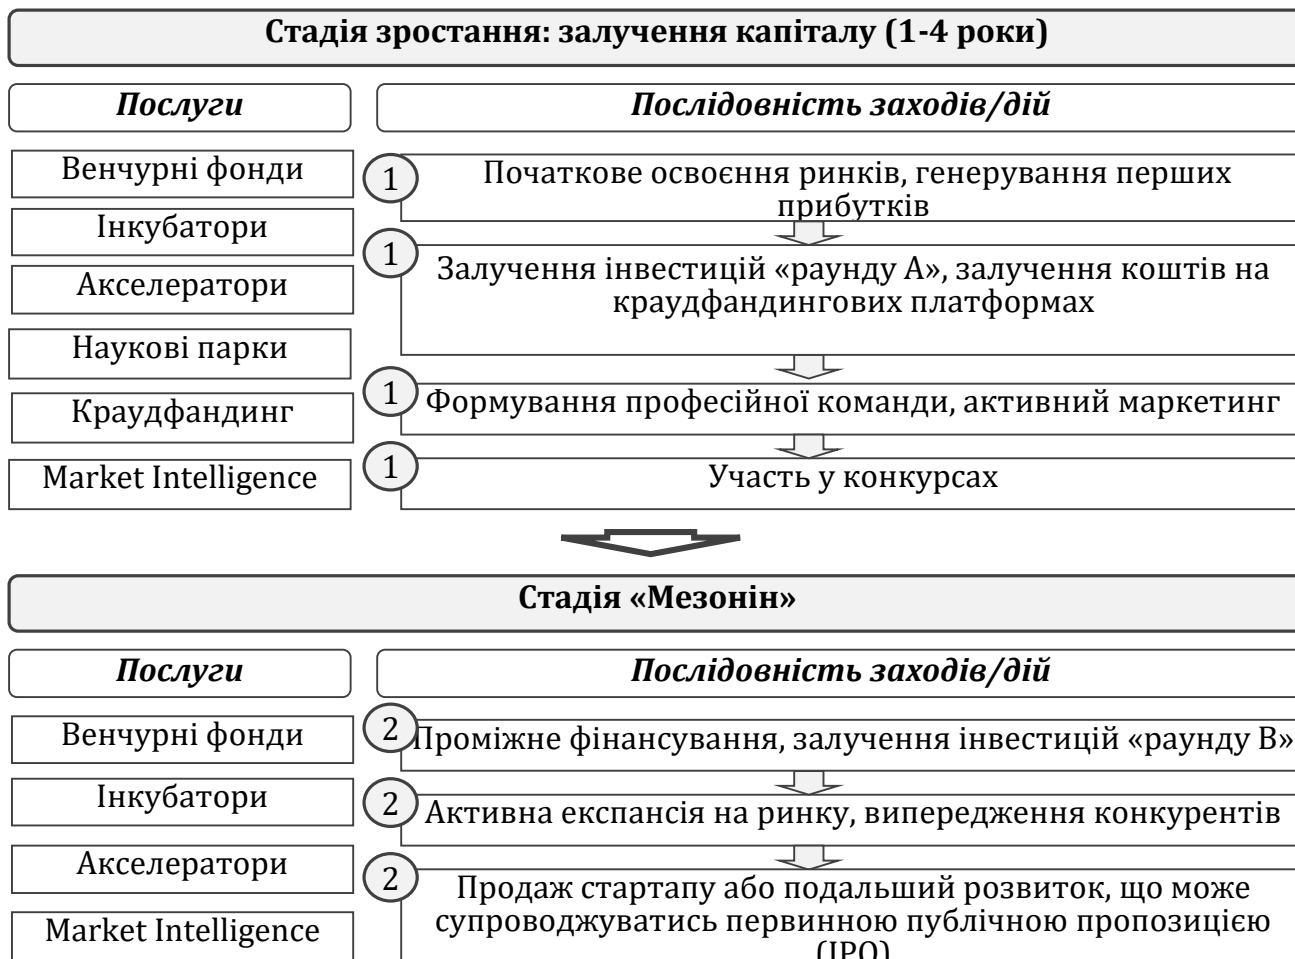 Стадія зростання: залучення капіталу (1-4 роки)
Послуги
Послідовність заходів/дій
Венчурні фонди
Інкубатори
Акселератори
Наукові парки
Краудфандинг
Market Intelligence
1
Початкове освоєння ринків, генерування перших
прибутків
1
Залучення інвестицій «раунду А», залучення коштів на
краудфандингових платформах
1
Формування професійної команди, активний маркетинг
1
Участь у конкурсах
Стадія «Мезонін»
Послуги
Послідовність заходів/дій
Венчурні фонди
Інкубатори
Акселератори
Market Intelligence
2
Проміжне фінансування, залучення інвестицій «раунду В»
2
Активна експансія на ринку, випередження конкурентів
2
Продаж стартапу або подальший розвиток, що може
супроводжуватись первинною публічною пропозицією
(IPO)